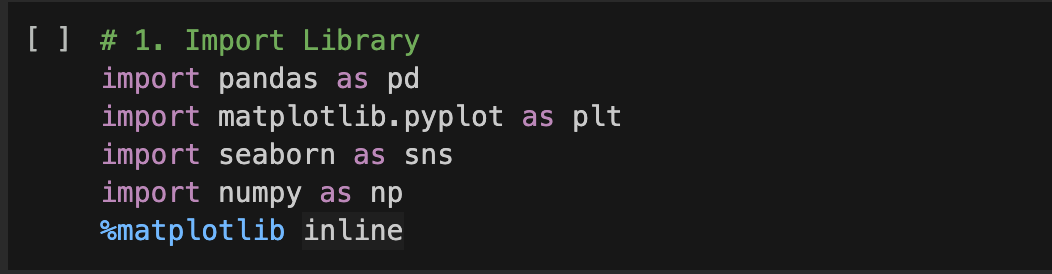 [ ] # 1. Import Library
import pandas as pd
import matplotlib.pyplot as plt
import seaborn as sns
import numpy as np
%matplotlib inline